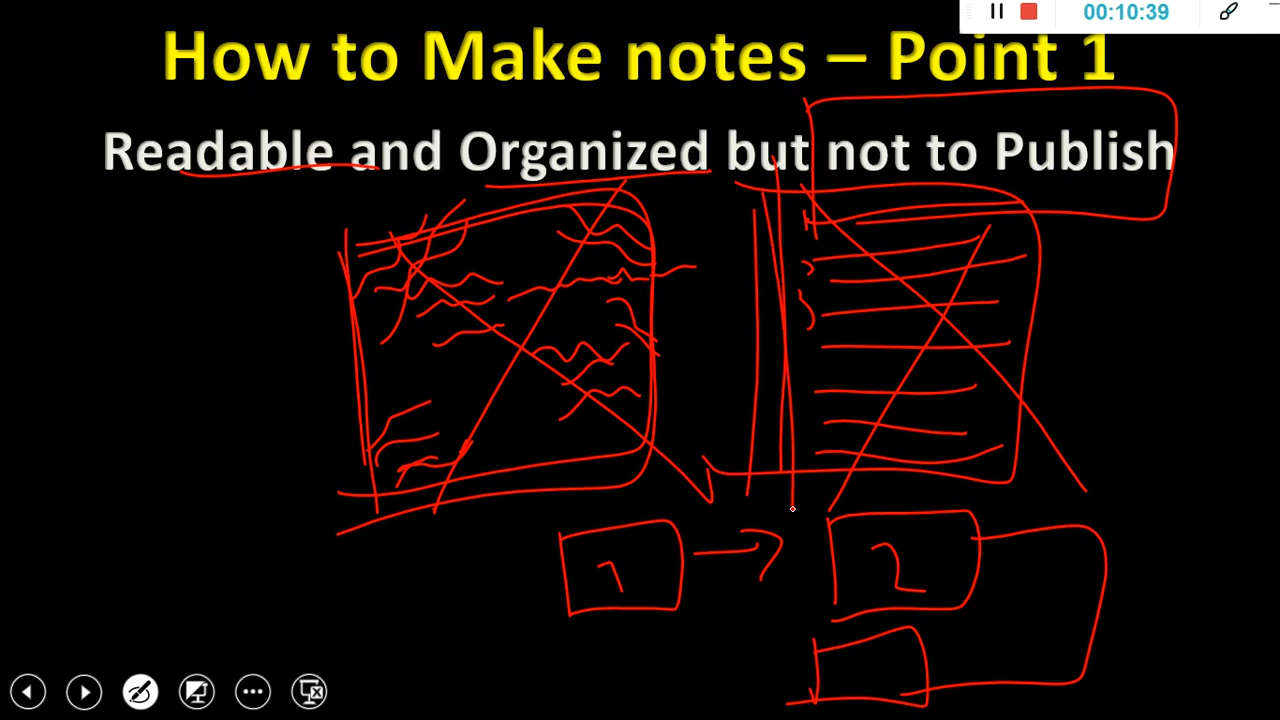 00:10:39
How to Make notes – Point 1
Readable and Organized but not to Publish
1
2